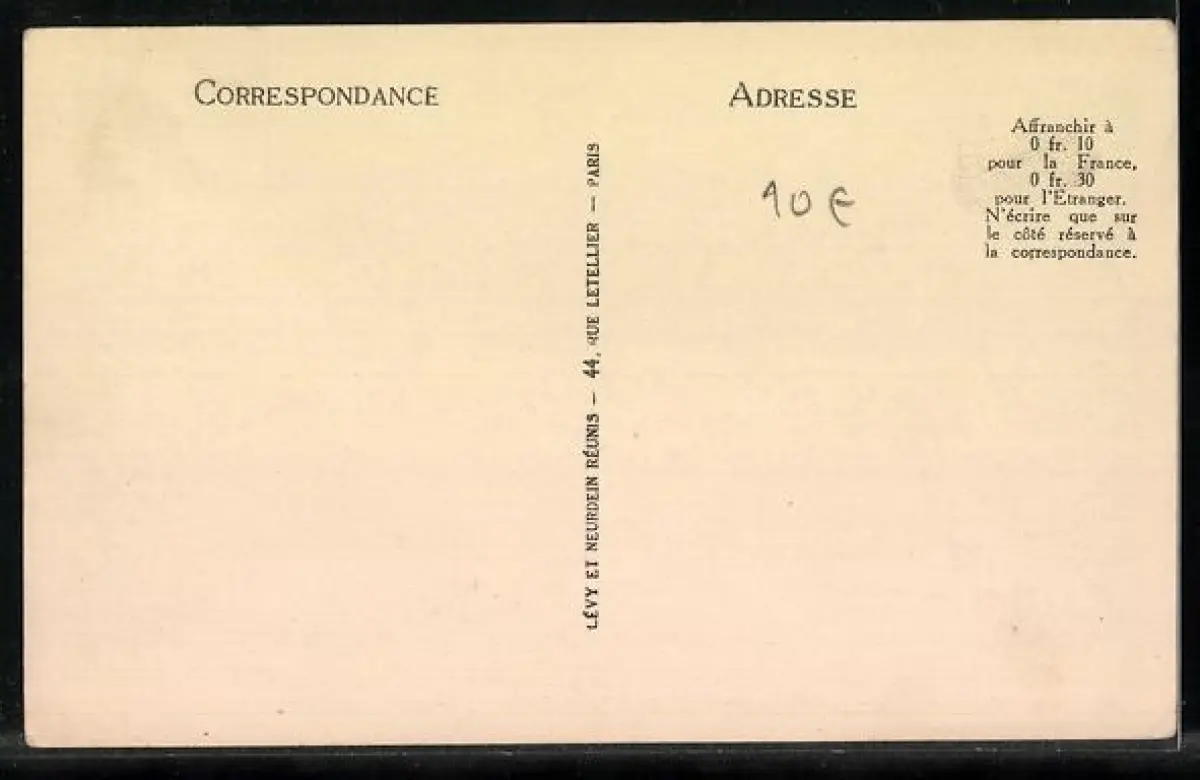 CORRESPONDANCE
ADRESSE
Affranchir à
0 fr. 10
pour la France,
0 fr. 30
pour l'Etranger.
N'écrire que sur
le côté réservé à
la correspondance.
10 €
LÉVY ET NEURDEIN RÉUNIS — 44, RUE LETELLIER — PARIS